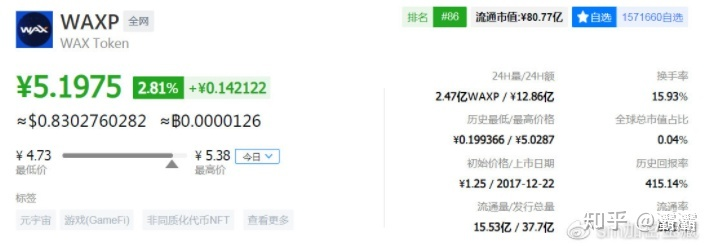 WAX
WAXP 全网
WAX Token
排名 #86 流通市值:¥80.77亿 自选 1571660自选
¥5.1975 2.81% +¥0.142122
≈$0.8302760282 ≈฿0.0000126
¥ 4.73 ¥ 5.38 今日
最低价 最高价
标签
元宇宙 游戏(GameFi) 非同质化代币NFT 查看更多
24H量/24H额 换手率
2.47亿WAXP / ¥12.86亿 15.93%
历史最低/最高价格 全球总市值占比
¥0.199366 / ¥5.0287 0.04%
初始价格/上市日期 历史回报率
¥1.25 / 2017-12-22 415.14%
流通量/发行总量 流通率
15.53亿 / 37.7亿
知乎